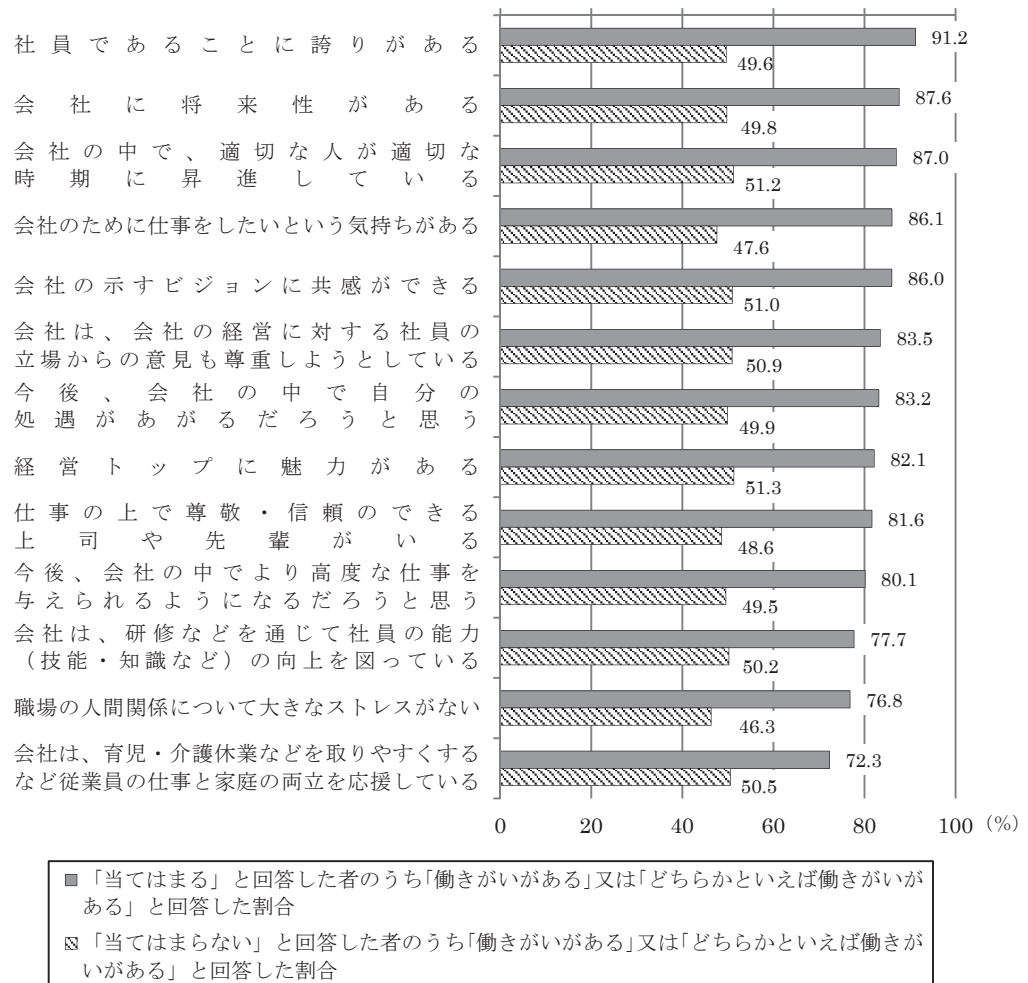 社員であることに誇りがある
91.2
49.6
会社に将来性がある
87.6
49.8
会社の中で、適切な人が適切な
時期に昇進している
87.0
51.2
会社のために仕事をしたいという気持ちがある
86.1
47.6
会社の示すビジョンに共感ができる
86.0
51.0
会社は、会社の経営に対する社員の
立場からの意見も尊重しようとしている
83.5
50.9
今後、会社の中で自分の
処遇があがるだろうと思う
83.2
49.9
経営トップに魅力がある
82.1
51.3
仕事の上で尊敬・信頼のできる
上司や先輩がいる
81.6
48.6
今後、会社の中でより高度な仕事を
与えられるようになるだろうと思う
80.1
49.5
会社は、研修などを通じて社員の能力
（技能・知識など）の向上を図っている
77.7
50.2
職場の人間関係について大きなストレスがない
76.8
46.3
会社は、育児・介護休業などを取りやすくする
など従業員の仕事と家庭の両立を応援している
72.3
50.5
0 20 40 60 80 100 (%)
「当てはまる」と回答した者のうち「働きがいがある」又は「どちらかといえば働きがいが
ある」と回答した割合
「当てはまらない」と回答した者のうち「働きがいがある」又は「どちらかといえば働きが
いがある」と回答した割合